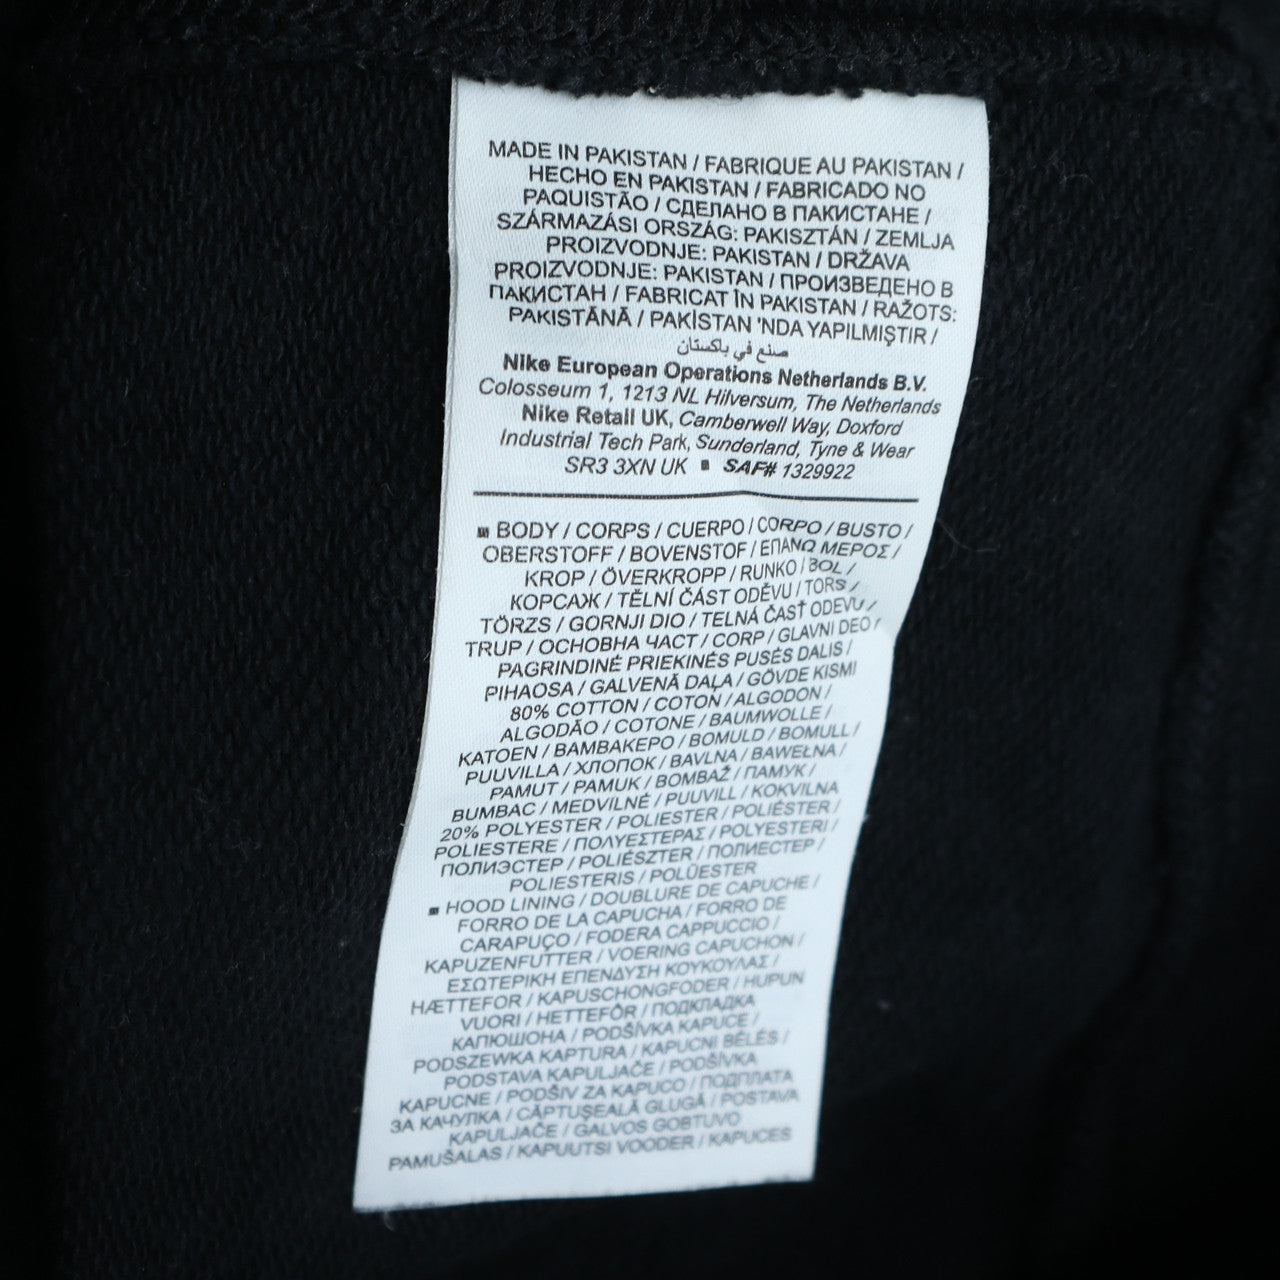 MADE IN PAKISTAN / FABRIQUE AU PAKISTAN /
HECHO EN PAKISTAN / FABRICADO NO
PAQUISTÃO / СДЕЛАНО В ПАКИСТАНЕ /
SZÁRMAZÁSI ORSZÁG: PAKISZTÁN / ZEMLJA
PROIZVODNJE: PAKISTAN / DRŽAVA
PROIZVODNJE: PAKISTAN / ПРОИЗВЕДЕНО В
ПАКИСТАН / FABRICAT ÎN PAKISTAN / RAŽOTS:
PAKISTĀNĀ / PAKİSTAN 'NDA YAPILMIŞTIR /
صنع في باكستان
Nike European Operations Netherlands B.V.
Colosseum 1, 1213 NL Hilversum, The Netherlands
Nike Retail UK, Camberwell Way, Doxford
Industrial Tech Park, Sunderland, Tyne & Wear
SR3 3XN UK ▪ SAF# 1329922
▪ BODY / CORPS / CUERPO / CORPO / BUSTO /
OBERSTOFF / BOVENSTOF / ΕΠΑΝΩ ΜΕΡΟΣ /
KROP / ÖVERKROPP / RUNKO / BOL /
КОРСАЖ / TĚLNÍ ČÁST ODĚVU / TORS /
TÖRZS / GORNJI DIO / TELNÁ ČASŤ ODEVU /
TRUP / ОСНОВНА ЧАСТ / CORP / GLAVNI DEO /
PAGRINDINĖ PRIEKINĖS PUSĖS DALIS /
PIHAOSA / GALVENĀ DAĻA / GÖVDE KISMI
80% COTTON / COTON / ALGODON /
ALGODÃO / COTONE / BAUMWOLLE /
KATOEN / ΒΑΜΒΑΚΕΡΟ / BOMULD / BOMULL /
PUUVILLA / ХЛОПОК / BAVLNA / BAWEŁNA /
PAMUT / PAMUK / BOMBAŽ / ПАМУК /
BUMBAC / MEDVILNĖ / PUUVILL / KOKVILNA
20% POLYESTER / POLIESTER / POLIÉSTER /
POLIESTERE / ΠΟΛΥΕΣΤΕΡΑΣ / POLYESTERI /
ПОЛИЭСТЕР / POLIÉSZTER / ПОЛИЕСТЕР /
POLIESTERIS / POLÜESTER
▪ HOOD LINING / DOUBLURE DE CAPUCHE /
FORRO DE LA CAPUCHA / FORRO DE
CARAPUÇO / FODERA CAPPUCCIO /
KAPUZENFUTTER / VOERING CAPUCHON /
ΕΣΩΤΕΡΙΚΗ ΕΠΕΝΔΥΣΗ ΚΟΥΚΟΥΛΑΣ /
HÆTTEFOR / KAPUSCHONGFODER / HUPUN
VUORI / HETTEFÔR / ПОДКЛАДКА
КАПЮШОНА / PODŠÍVKA KAPUCE /
PODSZEWKA KAPTURA / KAPUCNI BÉLÉS /
PODSTAVA KAPULJAČE / PODŠÍVKA
KAPUCNE / PODŠIV ZA KAPUCO / ПОДПЛАТА
ЗА КАЧУЛКА / CĂPTUŞEALĂ GLUGĂ / POSTAVA
KAPULJAČE / GALVOS GOBTUVO
PAMUŠALAS / KAPUUTSI VOODER / KAPUCES